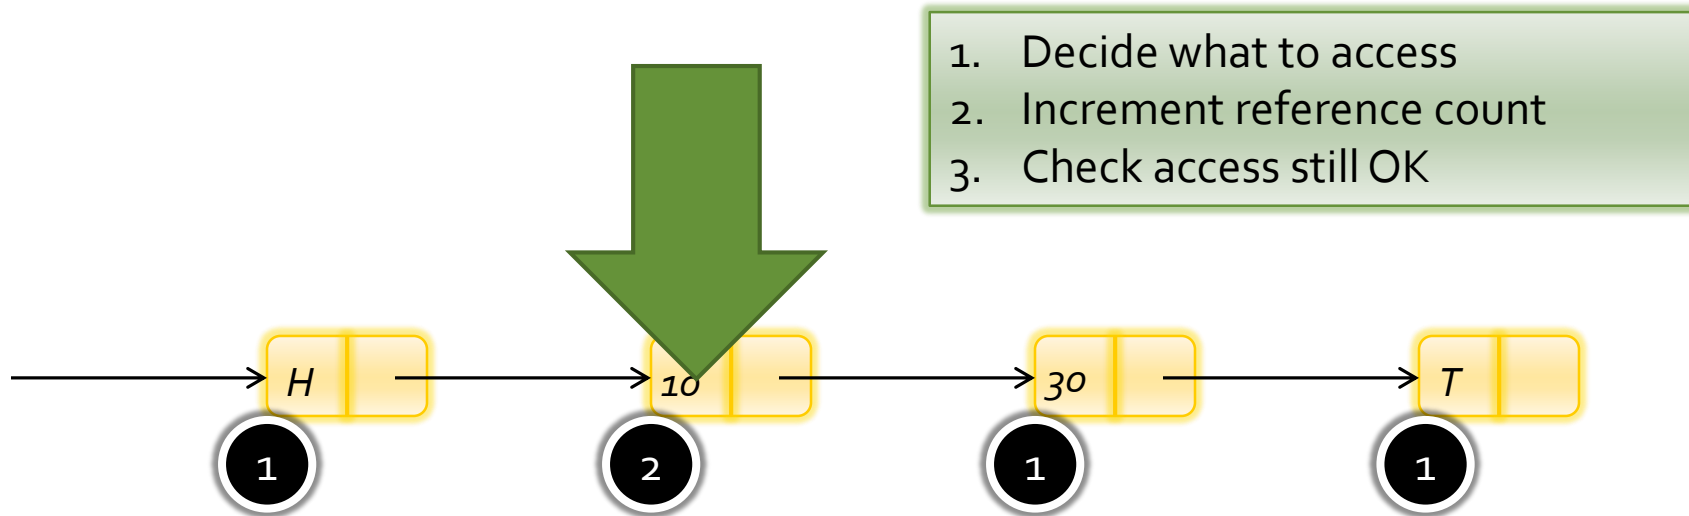 1. Decide what to access
2. Increment reference count
3. Check access still OK
H 10 30 T
1 2 1 1